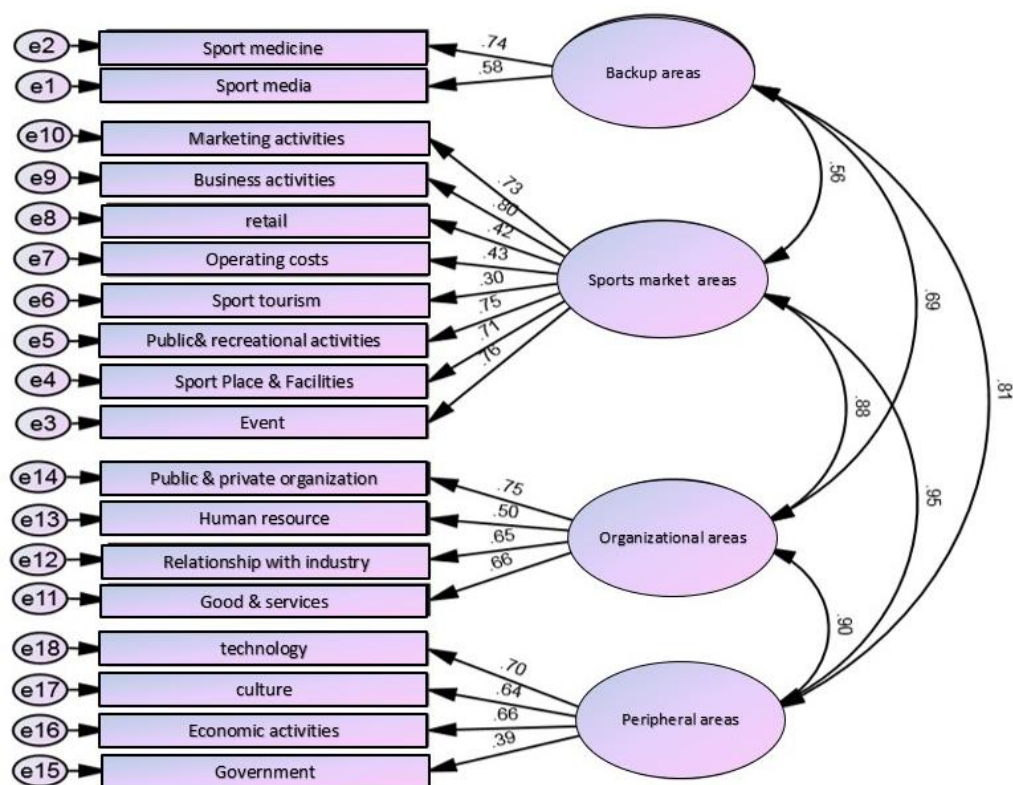 e2
Sport medicine
.74
Backup areas
e1
Sport media
.58
e10
Marketing activities
.73
e9
Business activities
.80
e8
retail
.42
e7
Operating costs
.43
Sports market areas
e6
Sport tourism
.30
e5
Public& recreational activities
.75
e4
Sport Place & Facilities
.71
e3
Event
.76
.56
.69
.81
.88
.95
e14
Public & private organization
.75
e13
Human resource
.50
Organizational areas
e12
Relationship with industry
.65
e11
Good & services
.66
.90
e18
technology
.70
e17
culture
.64
Peripheral areas
e16
Economic activities
.66
e15
Government
.39